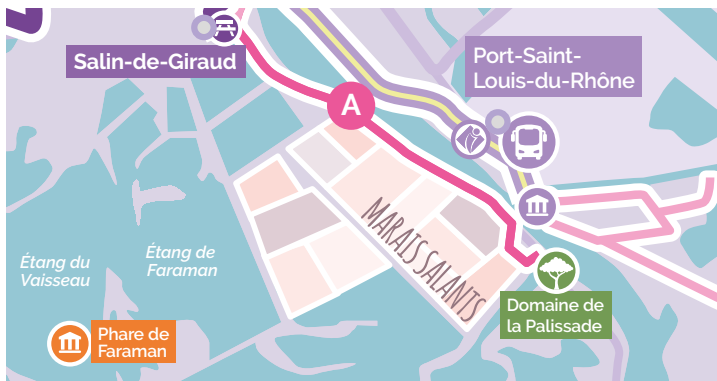 Salin-de-Giraud
Port-Saint-
Louis-du-Rhône
A
MARAIS SALANTS
Étang du
Vaisseau
Étang de
Faraman
Domaine de
la Palissade
Phare de
Faraman